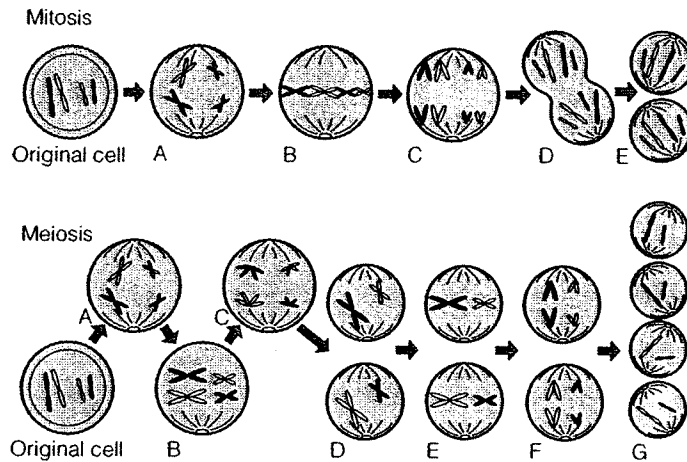 Mitosis
Original cell
A
B
C
D
E
Meiosis
A
C
Original cell
B
D
E
F
G